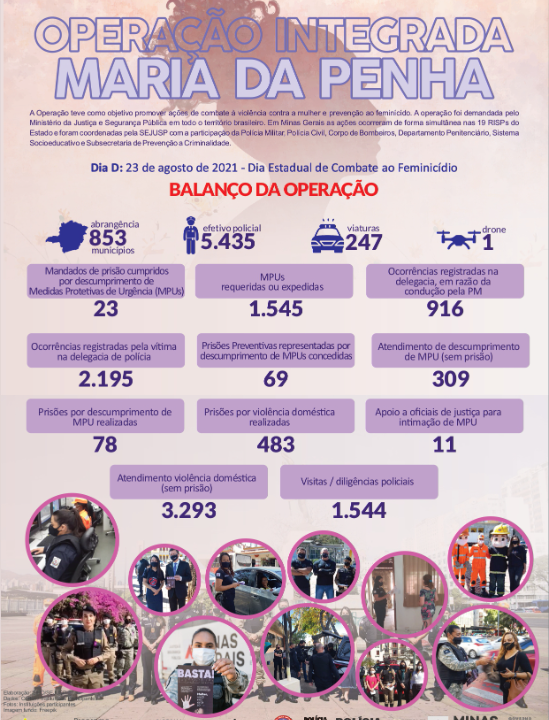 OPERAÇÃO INTEGRADA
MARIA DA PENHA
A Operação teve como objetivo promover ações de combate à violência contra a mulher e prevenção ao feminicídio. A operação foi demandada pelo
Ministério da Justiça e Segurança Pública em todo o território brasileiro. Em Minas Gerais as ações ocorreram de forma simultânea nas 19 RISPs do
Estado e foram coordenadas pela SEJUSP com a participação da Polícia Militar. Polícia Civil, Corpo de Bombeiros, Departamento Penitenciário, Sistema
Socioeducativo e Subsecretaria de Prevenção a Criminalidade.
Dia D: 23 de agosto de 2021 - Dia Estadual de Combate ao Feminicídio
BALANÇO DA OPERAÇÃO
abrangência
853
municípios
efetivo policial
5.435
viaturas
247
drone
1
Mandados de prisão cumpridos
por descumprimento de
Medidas Protetivas de Urgência (MPUs)
23
MPUs
requeridas ou expedidas
1.545
Ocorrências registradas na
delegacia, em razão da
condução pela PM
916
Ocorrências registradas pela vítima
na delegacia de polícia
2.195
Prisões Preventivas representadas por
descumprimento de MPUs concedidas
69
Atendimento de descumprimento
de MPU (sem prisão)
309
Prisões por descumprimento de
MPU realizadas
78
Prisões por violência doméstica
realizadas
483
Apoio a oficiais de justiça para
intimação de MPU
11
Atendimento violência doméstica
(sem prisão)
3.293
Visitas / diligências policiais
1.544
BASTA!
MINAS
Fotos: Instituições participantes
Imagem fundo: Freepik
POLÍCIA
POLÍCIA
MINAS